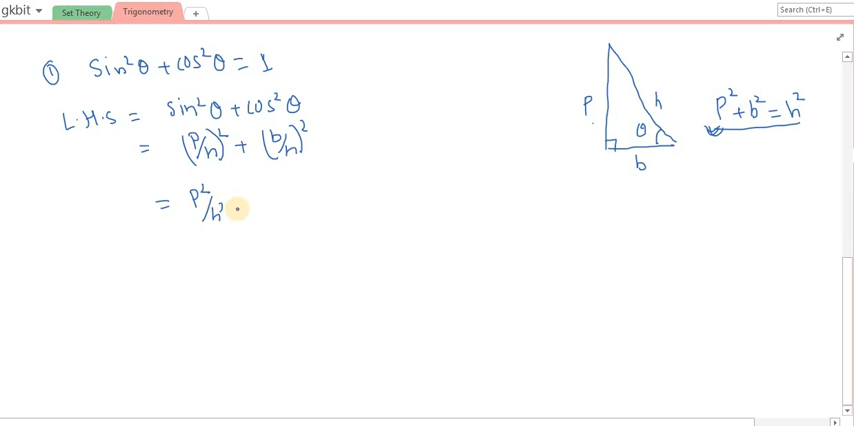 gkbit
Set Theory
Trigonometry
Search (Ctrl+E)
① Sin²θ + cos²θ = 1
L.H.S = sin²θ + cos²θ
= (P/h)² + (b/h)²
= P²/h²
P
h
θ
b
P² + b² = h²